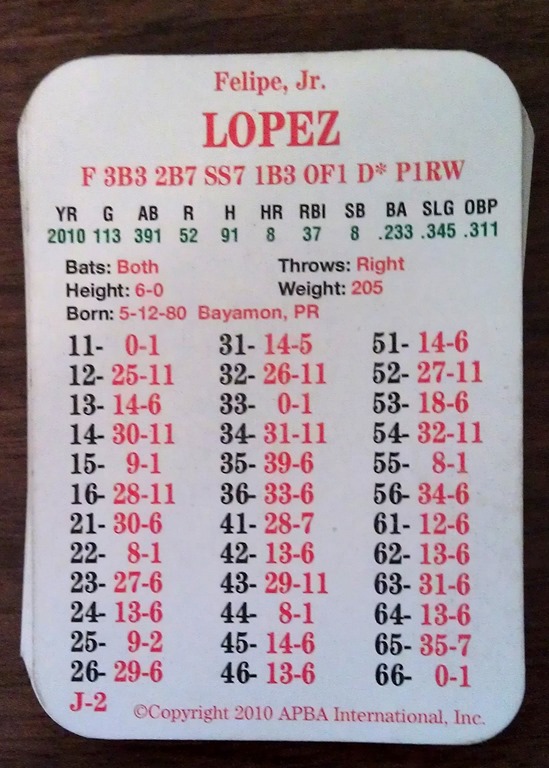 Felipe, Jr.
LOPEZ
F 3B3 2B7 SS7 1B3 OF1 D* P1RW
YR G AB R H HR RBI SB BA SLG OBP
2010 113 391 52 91 8 37 8 .233 .345 .311
Bats: Both Throws: Right
Height: 6-0 Weight: 205
Born: 5-12-80 Bayamon, PR
11- 0-1 31- 14-5 51- 14-6
12- 25-11 32- 26-11 52- 27-11
13- 14-6 33- 0-1 53- 18-6
14- 30-11 34- 31-11 54- 32-11
15- 9-1 35- 39-6 55- 8-1
16- 28-11 36- 33-6 56- 34-6
21- 30-6 41- 28-7 61- 12-6
22- 8-1 42- 13-6 62- 13-6
23- 27-6 43- 29-11 63- 31-6
24- 13-6 44- 8-1 64- 13-6
25- 9-2 45- 14-6 65- 35-7
26- 29-6 46- 13-6 66- 0-1
J-2 ©Copyright 2010 APBA International, Inc.